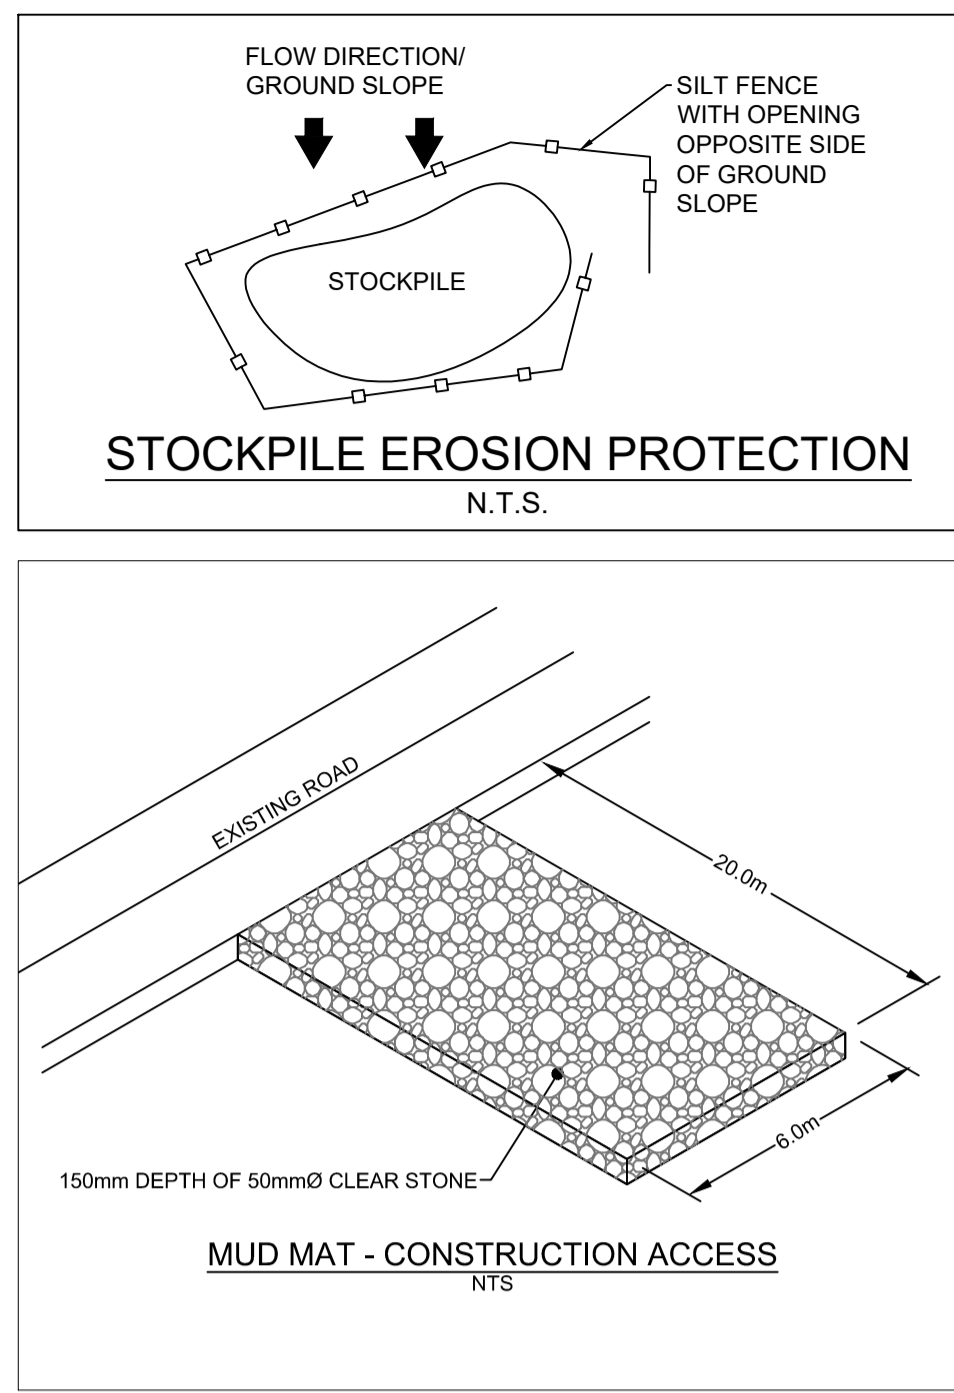 FLOW DIRECTION/
GROUND SLOPE
SILT FENCE
WITH OPENING
OPPOSITE SIDE
OF GROUND
SLOPE
STOCKPILE
STOCKPILE EROSION PROTECTION
N.T.S.
EXISTING ROAD
20.0m
6.0m
150mm DEPTH OF 50mmØ CLEAR STONE
MUD MAT - CONSTRUCTION ACCESS
NTS